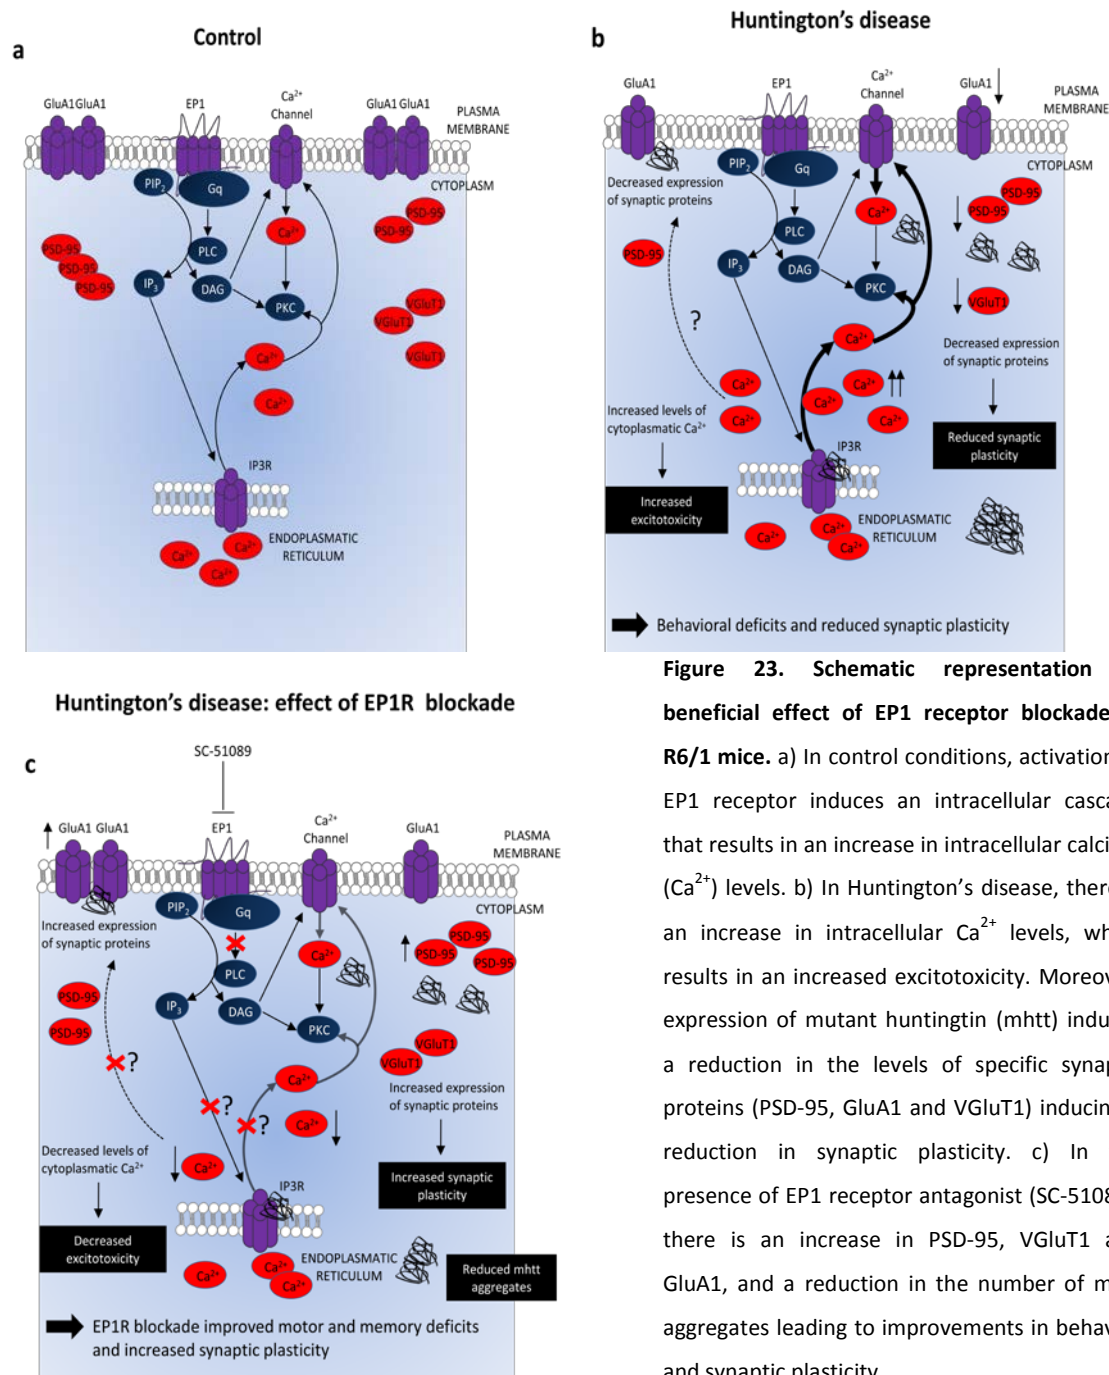 Control
a
GluA1GluA1
EP1
Ca²⁺
Channel
GluA1 GluA1
PLASMA
MEMBRANE
CYTOPLASM
PIP₂
Gq
PSD-95
PSD-95
Ca²⁺
PLC
PSD-95
PSD-95
PSD-95
IP₃
DAG
PKC
VGluT1
VGluT1
VGluT1
Ca²⁺
Ca²⁺
IP3R
ENDOPLASMATIC
RETICULUM
Ca²⁺
Ca²⁺
Ca²⁺
Huntington’s disease
b
GluA1
EP1
Ca²⁺
Channel
GluA1
PLASMA
MEMBRANE
CYTOPLASM
PIP₂
Gq
Decreased expression
of synaptic proteins
PSD-95
PSD-95
Ca²⁺
PLC
PSD-95
IP₃
DAG
PKC
VGluT1
?
Ca²⁺
Decreased expression
of synaptic proteins
Ca²⁺
Ca²⁺
Ca²⁺
Ca²⁺
Ca²⁺
Increased levels of
cytoplasmatic Ca²⁺
Reduced synaptic
plasticity
IP3R
Increased
excitotoxicity
ENDOPLASMATIC
RETICULUM
Ca²⁺
Ca²⁺
Ca²⁺
Behavioral deficits and reduced synaptic plasticity
Huntington’s disease: effect of EP1R blockade
c
SC-51089
GluA1 GluA1
EP1
Ca²⁺
Channel
GluA1
PLASMA
MEMBRANE
CYTOPLASM
PIP₂
Gq
Increased expression
of synaptic proteins
PSD-95
PSD-95
PSD-95
Ca²⁺
PLC
PSD-95
PSD-95
IP₃
DAG
PKC
VGluT1
VGluT1
?
?
?
Ca²⁺
Ca²⁺
Increased expression
of synaptic proteins
Decreased levels of
cytoplasmatic Ca²⁺
Ca²⁺
Increased synaptic
plasticity
IP3R
Decreased
excitotoxicity
ENDOPLASMATIC
RETICULUM
Ca²⁺
Ca²⁺
Ca²⁺
Reduced mhtt
aggregates
EP1R blockade improved motor and memory deficits
and increased synaptic plasticity
Figure 23. Schematic representation
beneficial effect of EP1 receptor blockade
R6/1 mice. a) In control conditions, activation
EP1 receptor induces an intracellular casca
that results in an increase in intracellular calci
(Ca²⁺) levels. b) In Huntington’s disease, there
an increase in intracellular Ca²⁺ levels, wh
results in an increased excitotoxicity. Moreov
expression of mutant huntingtin (mhtt) indu
a reduction in the levels of specific synap
proteins (PSD-95, GluA1 and VGluT1) inducin
reduction in synaptic plasticity. c) In
presence of EP1 receptor antagonist (SC-5108
there is an increase in PSD-95, VGluT1 a
GluA1, and a reduction in the number of m
aggregates leading to improvements in behav
and synaptic plasticity